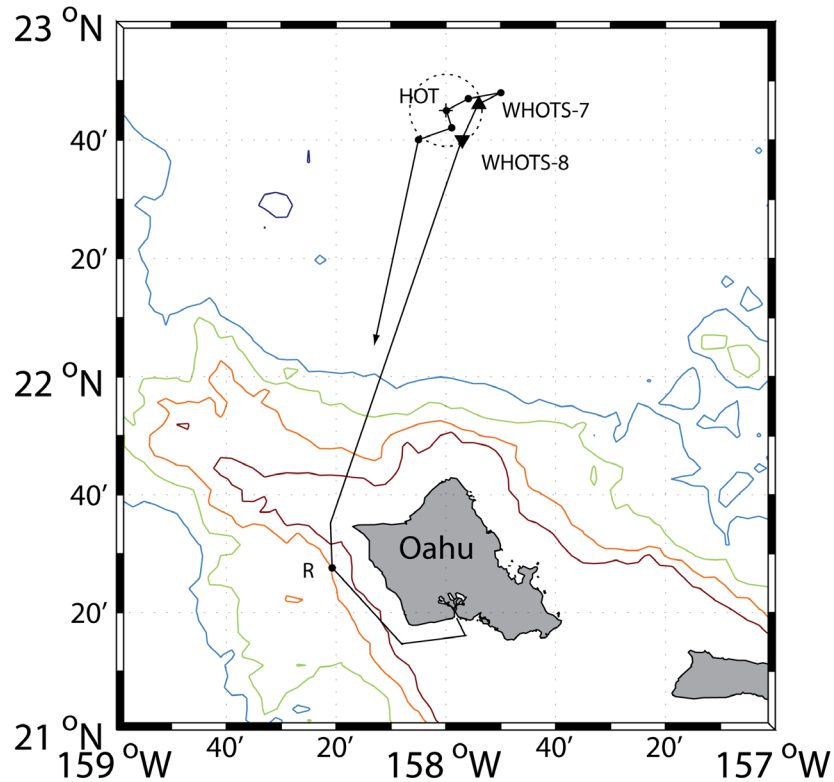 23 °N
HOT
WHOTS-7
40′
WHOTS-8
20′
22 °N
40′
Oahu
R
20′
21 °N
159 °W
40′
20′
158 °W
40′
20′
157 °W